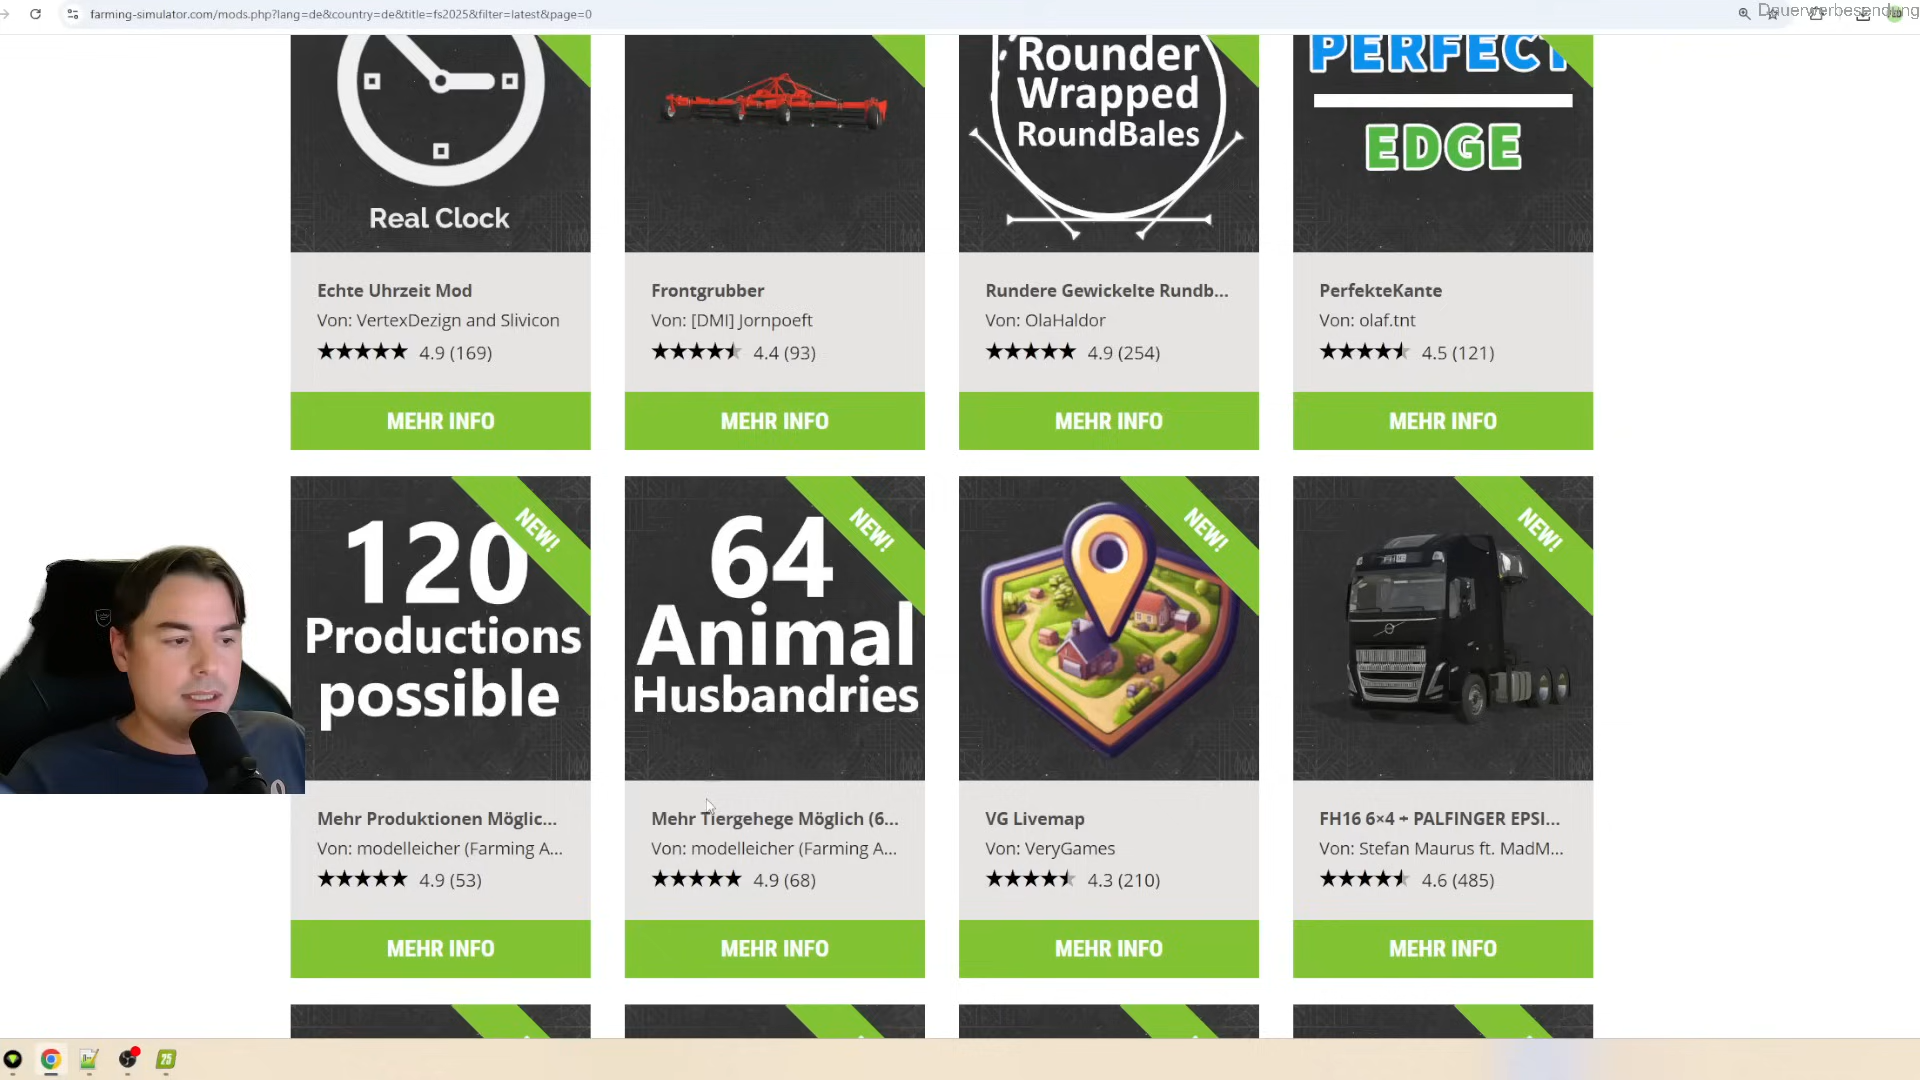 farming-simulator.com/mods.php?lang=de&country=de&title=fs2025&filter=latest&page=0
Dauerwerbesendung
Real Clock
Rounder
Wrapped
RoundBales
PERFECT
EDGE
Echte Uhrzeit Mod
Von: VertexDezign and Slivicon
4.9 (169)
MEHR INFO
Frontgrubber
Von: [DMI] Jornpoeft
4.4 (93)
MEHR INFO
Rundere Gewickelte Rundb...
Von: OlaHaldor
4.9 (254)
MEHR INFO
PerfekteKante
Von: olaf.tnt
4.5 (121)
MEHR INFO
NEW!
120
Productions
possible
Mehr Produktionen Möglic...
Von: modelleicher (Farming A...
4.9 (53)
MEHR INFO
NEW!
64
Animal
Husbandries
Mehr Tiergehege Möglich (6...
Von: modelleicher (Farming A...
4.9 (68)
MEHR INFO
NEW!
VG Livemap
Von: VeryGames
4.3 (210)
MEHR INFO
NEW!
FH16 6×4 + PALFINGER EPSI...
Von: Stefan Maurus ft. MadM...
4.6 (485)
MEHR INFO
25